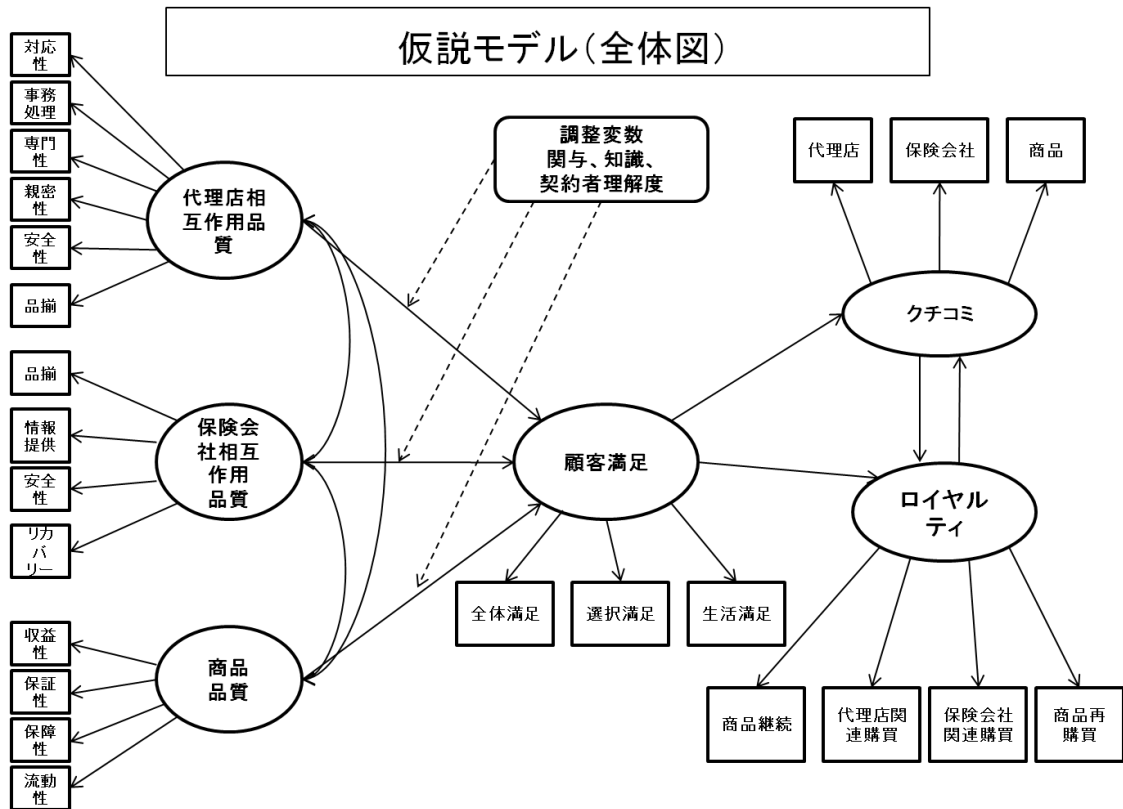 仮説モデル(全体図)
対応
性
事務
処理
専門
性
親密
性
安全
性
品揃
品揃
情報
提供
安全
性
リカ
バ
リー
収益
性
保証
性
保障
性
流動
性
代理店相
互作用品
質
保険会
社相互
作用
品質
商品
品質
調整変数
関与、知識、
契約者理解度
顧客満足
全体満足
選択満足
生活満足
代理店
保険会社
商品
クチコミ
ロイヤル
ティ
商品継続
代理店関
連購買
保険会社
関連購買
商品再
購買